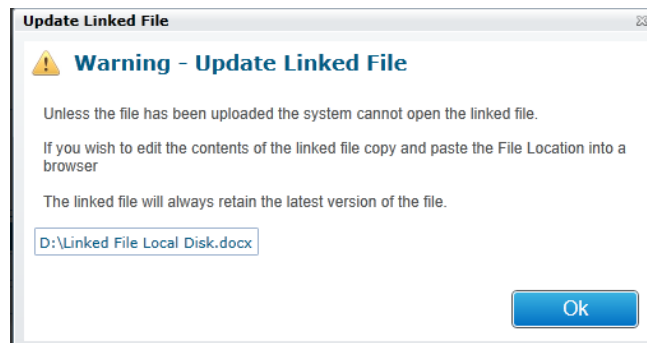 Update Linked File
Warning - Update Linked File
Unless the file has been uploaded the system cannot open the linked file.
If you wish to edit the contents of the linked file copy and paste the File Location into a
browser
The linked file will always retain the latest version of the file.
D:\Linked File Local Disk.docx
Ok